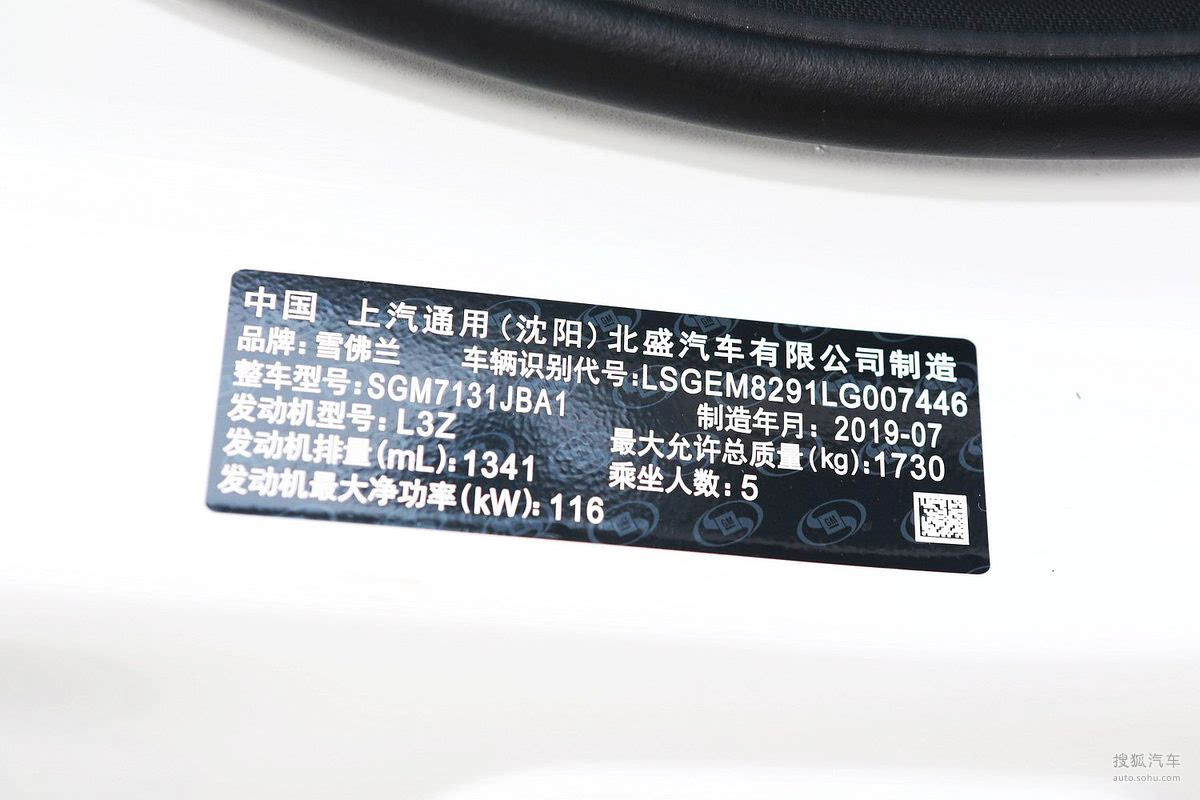 中国 上汽通用(沈阳)北盛汽车有限公司制造
品牌:雪佛兰 车辆识别代号:LSGEM8291LG007446
整车型号:SGM7131JBA1 制造年月:2019-07
发动机型号:L3Z 最大允许总质量(kg):1730
发动机排量(mL):1341 乘坐人数:5
发动机最大净功率(kW):116
GM GM
搜狐汽车
auto.sohu.com